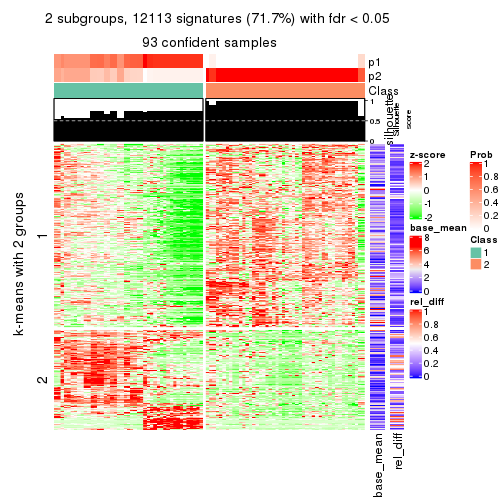 2 subgroups, 12113 signatures (71.7%) with fdr < 0.05
93 confident samples
p1
p2
Class
1
0.5
0
silhouette
Silhouette
score
k-means with 2 groups
1
2
base_mean
rel_diff
z-score
2
1
0
-1
-2
base_mean
8
6
4
2
0
rel_diff
1
0.8
0.6
0.4
0.2
0
Prob
1
0.8
0.6
0.4
0.2
0
Class
1
2